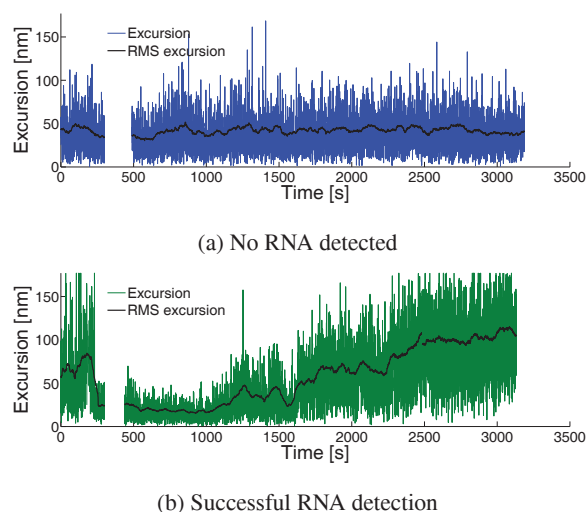 150
100
50
0
Excursion [nm]
Excursion
RMS excursion
0 500 1000 1500 2000 2500 3000 3500
Time [s]
(a) No RNA detected
150
100
50
0
Excursion [nm]
Excursion
RMS excursion
0 500 1000 1500 2000 2500 3000 3500
Time [s]
(b) Successful RNA detection